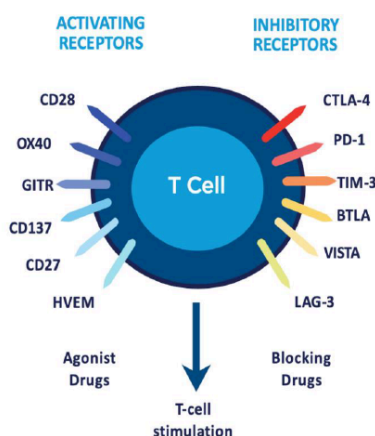 ACTIVATING
RECEPTORS
INHIBITORY
RECEPTORS
CD28
OX40
GITR
CD137
CD27
HVEM
T Cell
CTLA-4
PD-1
TIM-3
BTLA
VISTA
LAG-3
Agonist
Drugs
Blocking
Drugs
T-cell
stimulation